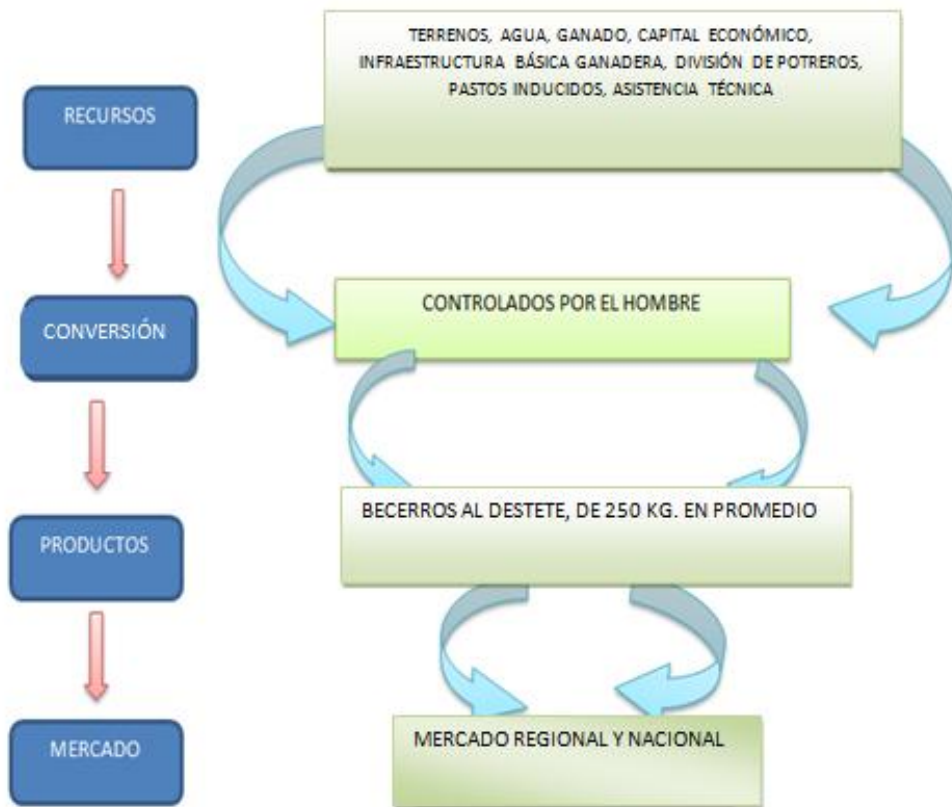 TERRENOS, AGUA, GANADO, CAPITAL ECONÓMICO,
INFRAESTRUCTURA BÁSICA GANADERA, DIVISIÓN DE POTREROS,
PASTOS INDUCIDOS, ASISTENCIA TÉCNICA
RECURSOS
CONTROLADOS POR EL HOMBRE
CONVERSIÓN
BECERROS AL DESTETE, DE 250 KG. EN PROMEDIO
PRODUCTOS
MERCADO REGIONAL Y NACIONAL
MERCADO